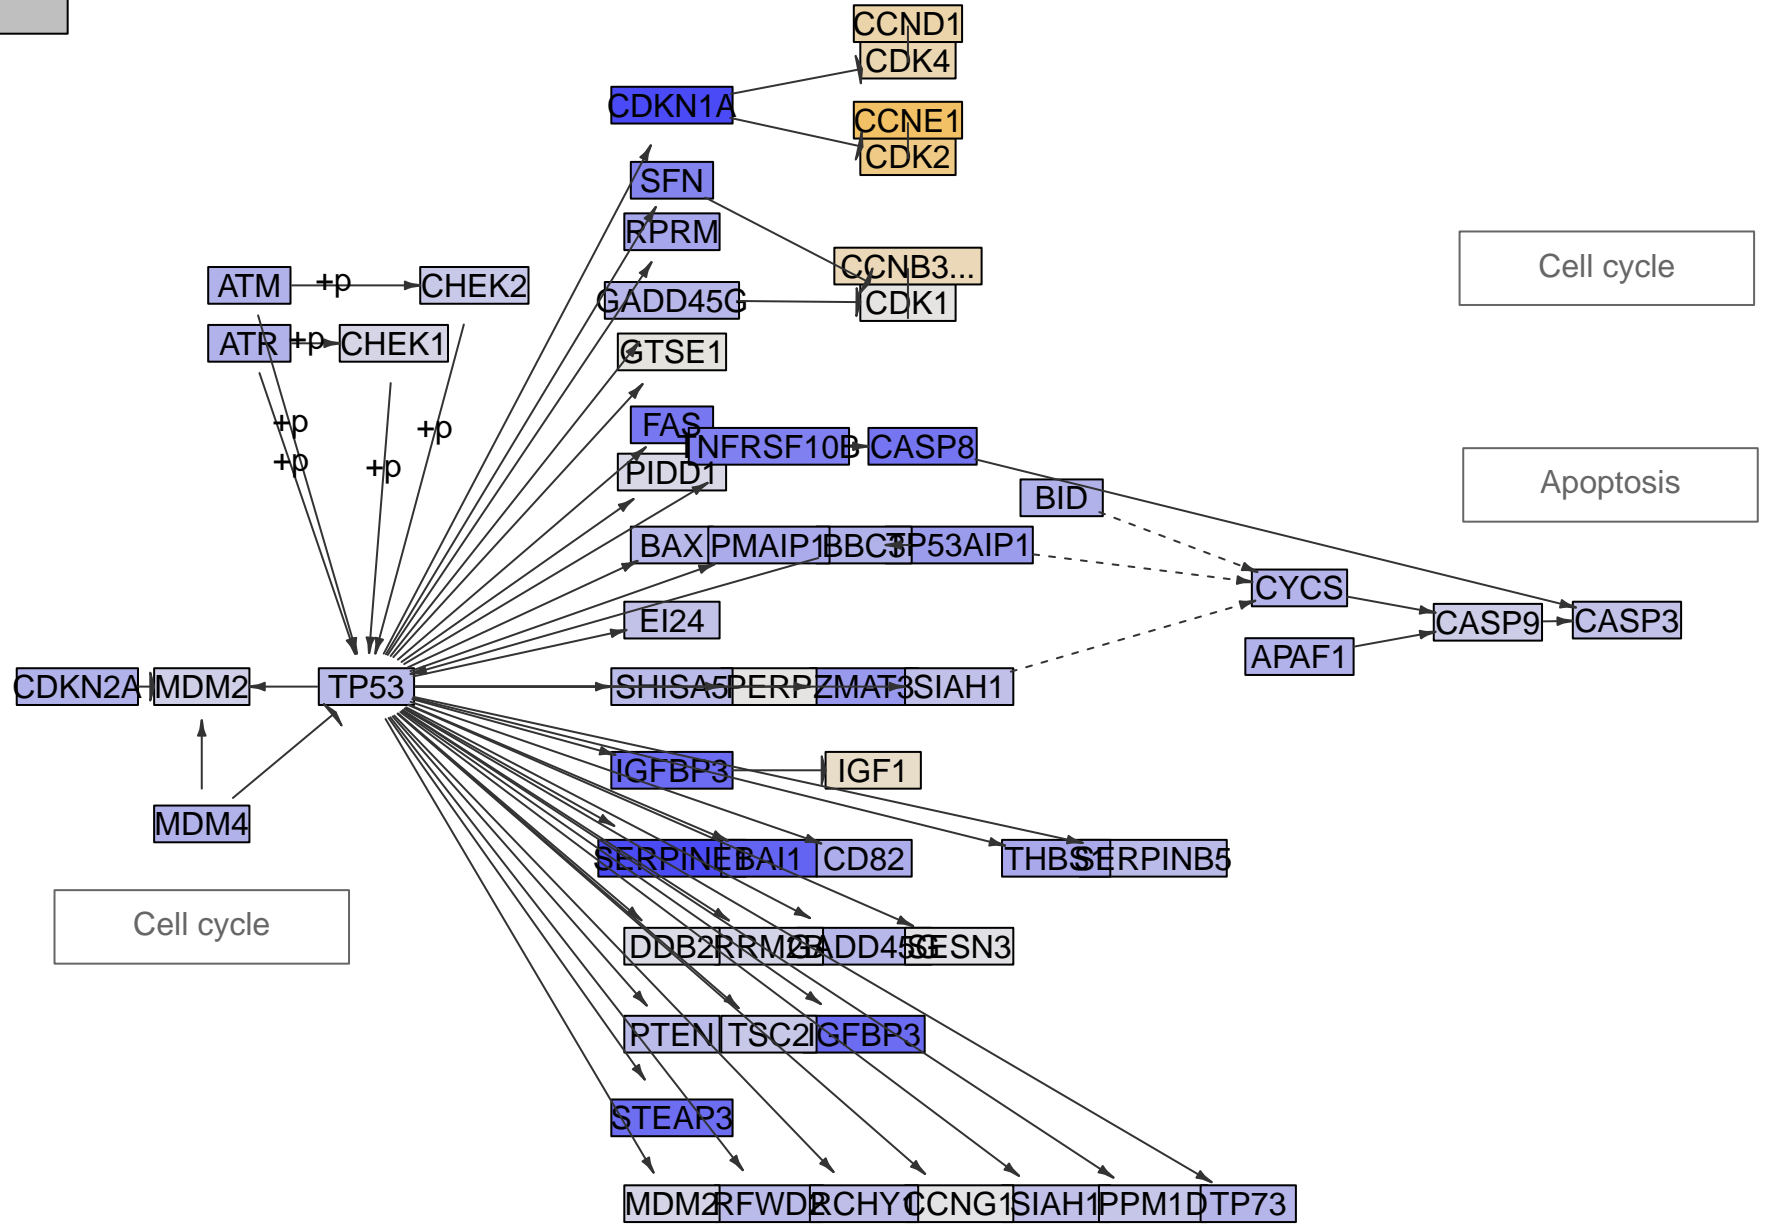 CCND1
CDK4
CDKN1A
CCNE1
CDK2
SFN
RPRM
Cell cycle
CCNB3...
ATM
+p
CHEK2
GADD45G
CDK1
ATR
+p
CHEK1
GTSE1
+p
+p
FAS
TNFRSF10B
CASP8
+p
+p
PIDD1
Apoptosis
BID
BAX
PMAIP1
BBC3
TP53AIP1
CYCS
EI24
CASP9
CASP3
APAF1
CDKN2A
MDM2
TP53
SHISA5
PERP
ZMAT3
SIAH1
IGFBP3
IGF1
MDM4
SERPINE1
BAI1
CD82
THBS1
SERPINB5
Cell cycle
DDB2
RRM2B
GADD45G
SESN3
PTEN
TSC2
IGFBP3
STEAP3
MDM2
RFWD2
RCHY1
CCNG1
SIAH1
PPM1D
TP73